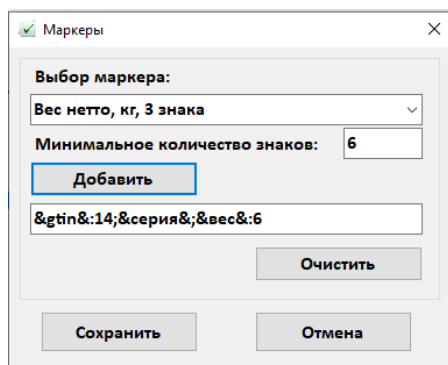 Маркеры
Выбор маркера:
Вес нетто, кг, 3 знака
Минимальное количество знаков: 6
Добавить
&gtin&:14;&серия&;&вес&:6
Очистить
Сохранить Отмена